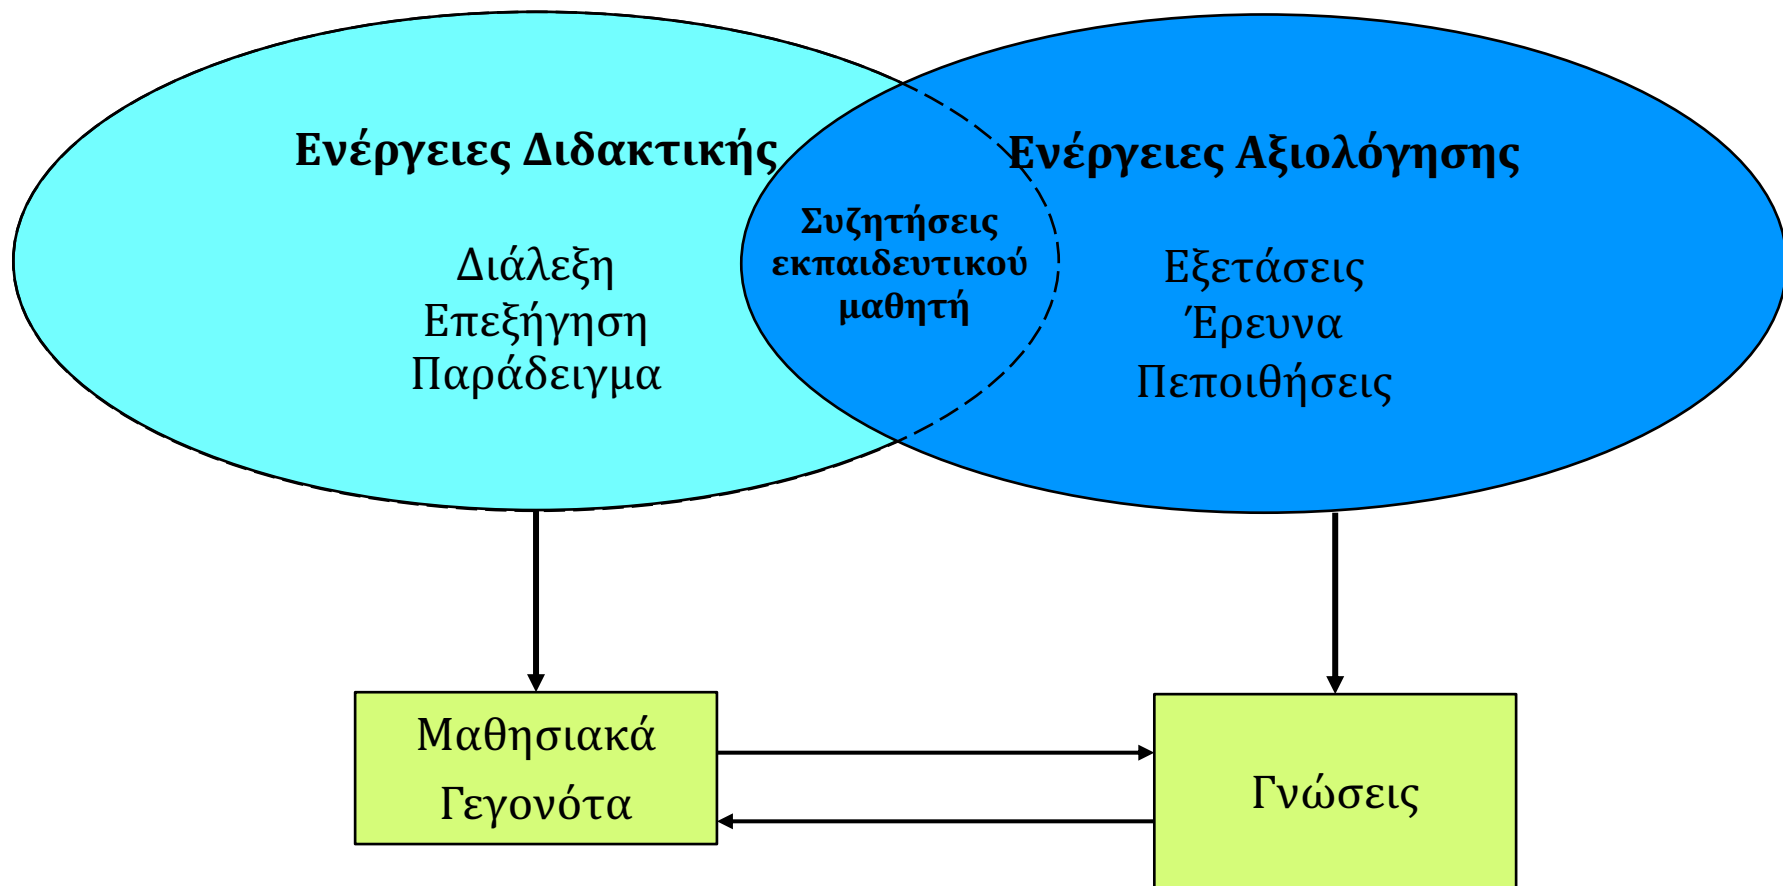 Ενέργειες Διδακτικής
Διάλεξη
Επεξήγηση
Παράδειγμα
Συζητήσεις
εκπαιδευτικού
μαθητή
Ενέργειες Αξιολόγησης
Εξετάσεις
Έρευνα
Πεποιθήσεις
Μαθησιακά
Γεγονότα
Γνώσεις